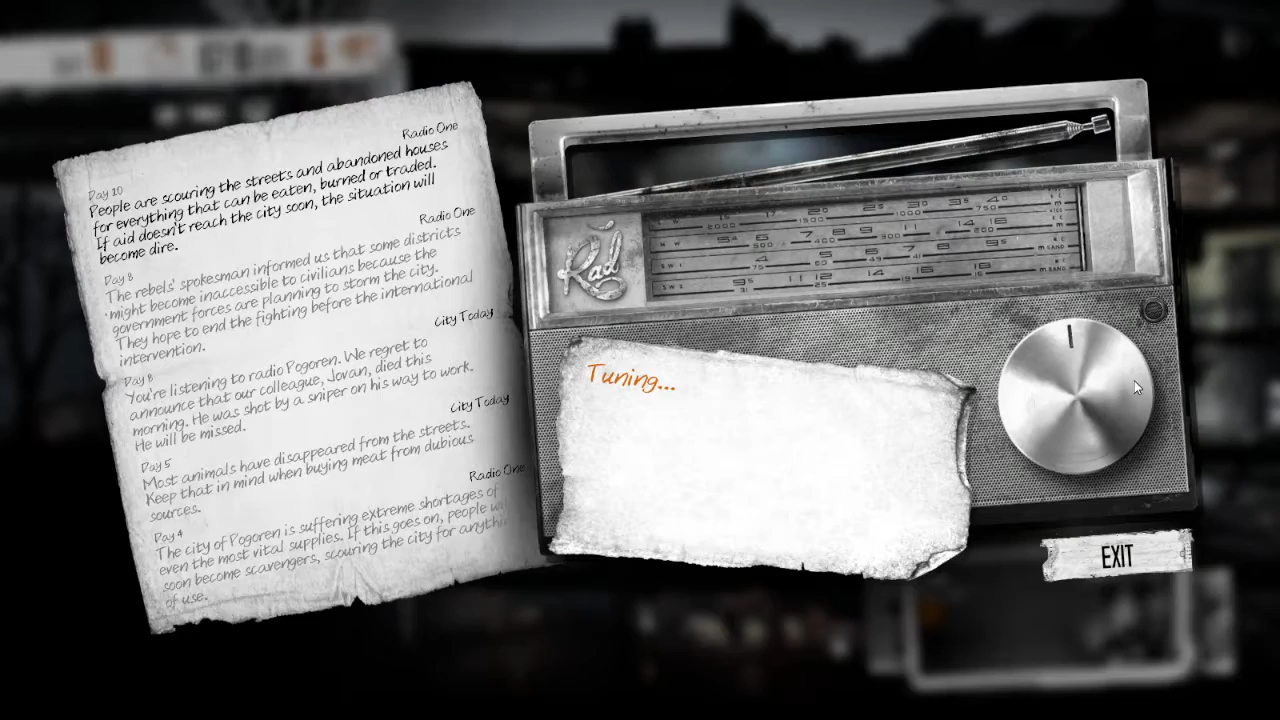 Radio One
Day 10
People are scouring the streets and abandoned houses
for everything that can be eaten, burned or traded.
If aid doesn't reach the city soon, the situation will
become dire.
Radio One
Day 8
The rebels' spokesman informed us that some districts
might become inaccessible to civilians because the
government forces are planning to storm the city.
They hope to end the fighting before the international
intervention.
City Today
Day 8
You're listening to radio Pogoren. We regret to
announce that our colleague, Jovan, died this
morning. He was shot by a sniper on his way to work.
He will be missed.
City Today
Day 5
Most animals have disappeared from the streets.
Keep that in mind when buying meat from dubious
sources.
Radio One
Day 4
The city of Pogoren is suffering extreme shortages of
even the most vital supplies. If this goes on, people
soon become scavengers, scouring the city for
of use.
Rad
Tuning...
EXIT